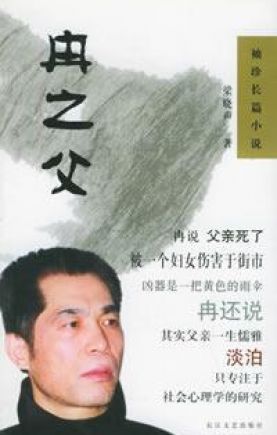 冉之父
袖珍长篇小说
梁晓声 著
冉说 父亲死了
被一个妇女伤害于街市
凶器是一把黄色的雨伞
冉还说
其实父亲一生儒雅
淡泊
只专注于
社会心理学的研究
长江文艺出版社